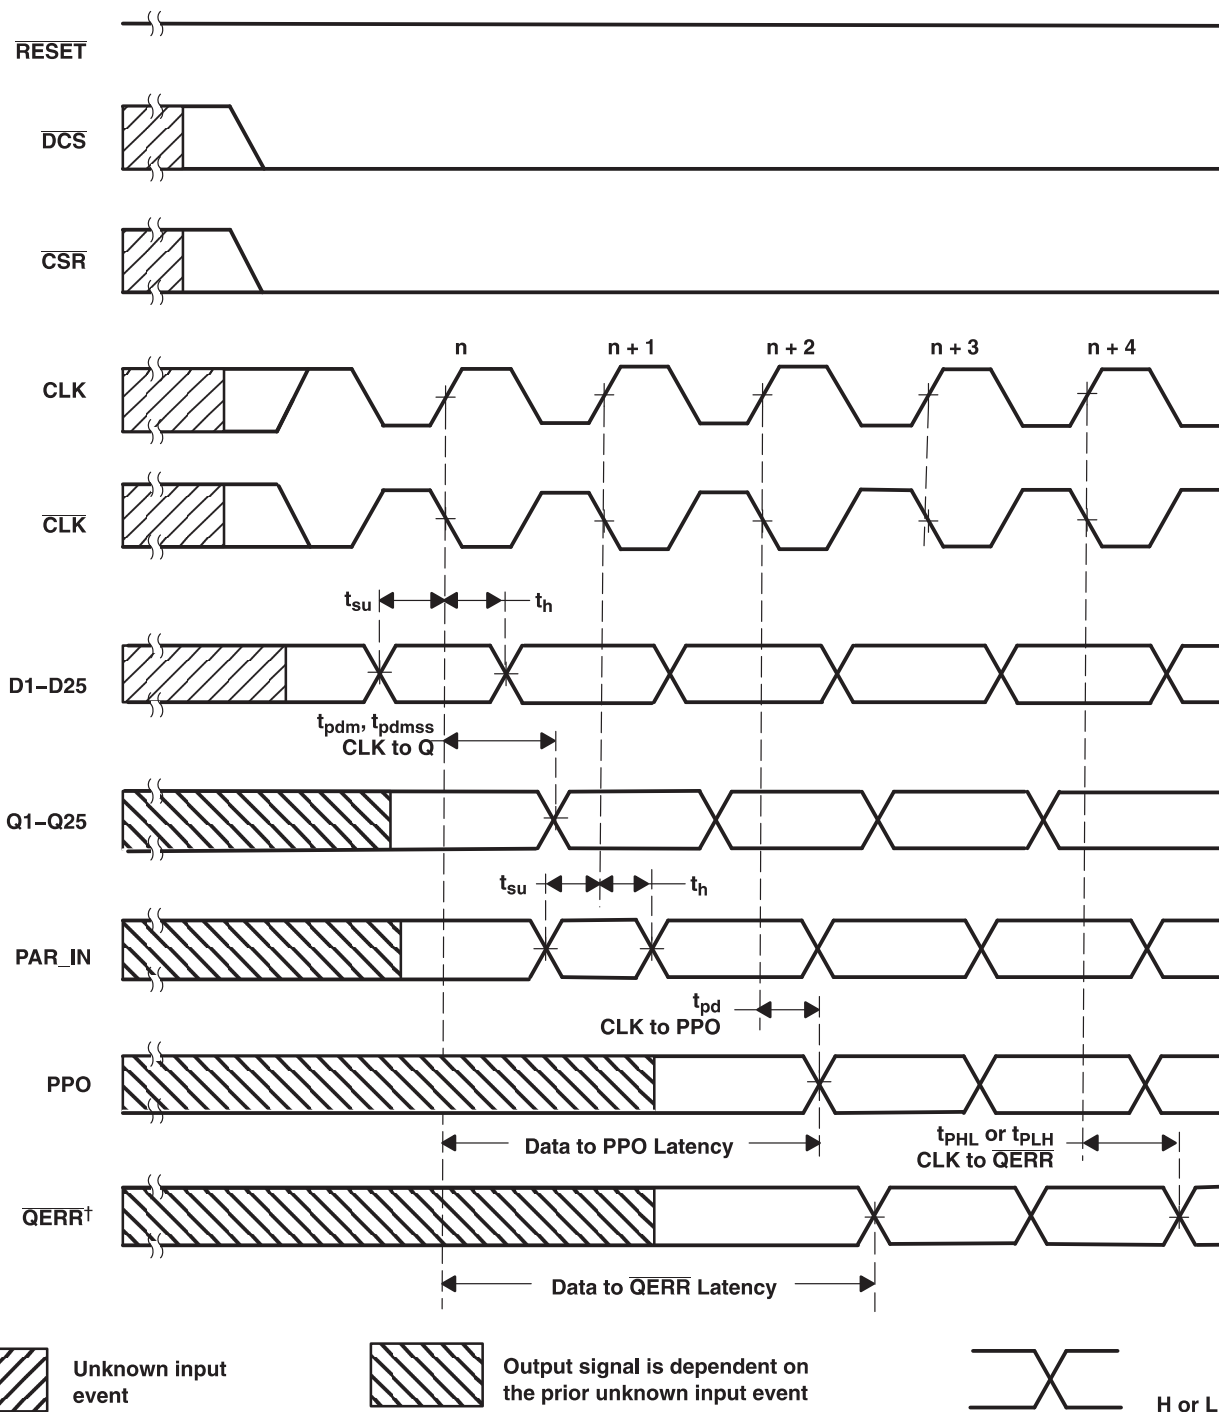 RESET
DCS
CSR
n n + 1 n + 2 n + 3 n + 4
CLK
CLK
tsu th
D1–D25
tpdm, tpdmss
CLK to Q
Q1–Q25
tsu th
PAR_IN
tpd
CLK to PPO
PPO
Data to PPO Latency
tPHL or tPLH
CLK to QERR
QERR†
Data to QERR Latency
Unknown input
event
Output signal is dependent on
the prior unknown input event
H or L